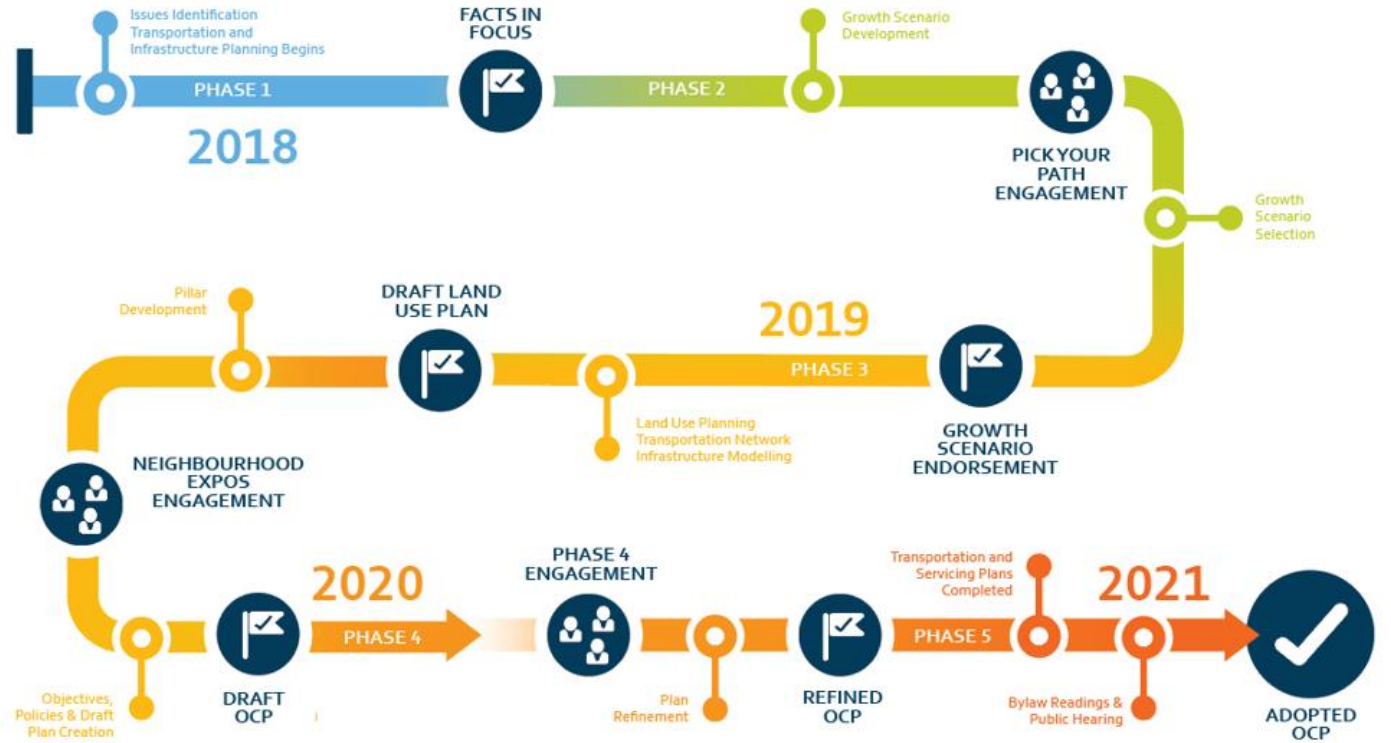 Issues Identification
Transportation and
Infrastructure Planning Begins
PHASE 1
2018
FACTS IN
FOCUS
PHASE 2
Growth Scenario
Development
PICK YOUR
PATH
ENGAGEMENT
Growth
Scenario
Selection
GROWTH
SCENARIO
ENDORSEMENT
2019
PHASE 3
Land Use Planning
Transportation Network
Infrastructure Modelling
DRAFT LAND
USE PLAN
Pillar
Development
NEIGHBOURHOOD
EXPOS
ENGAGEMENT
Objectives,
Policies & Draft
Plan Creation
DRAFT
OCP
2020
PHASE 4
PHASE 4
ENGAGEMENT
Plan
Refinement
REFINED
OCP
PHASE 5
Transportation and
Servicing Plans
Completed
2021
Bylaw Readings &
Public Hearing
ADOPTED
OCP